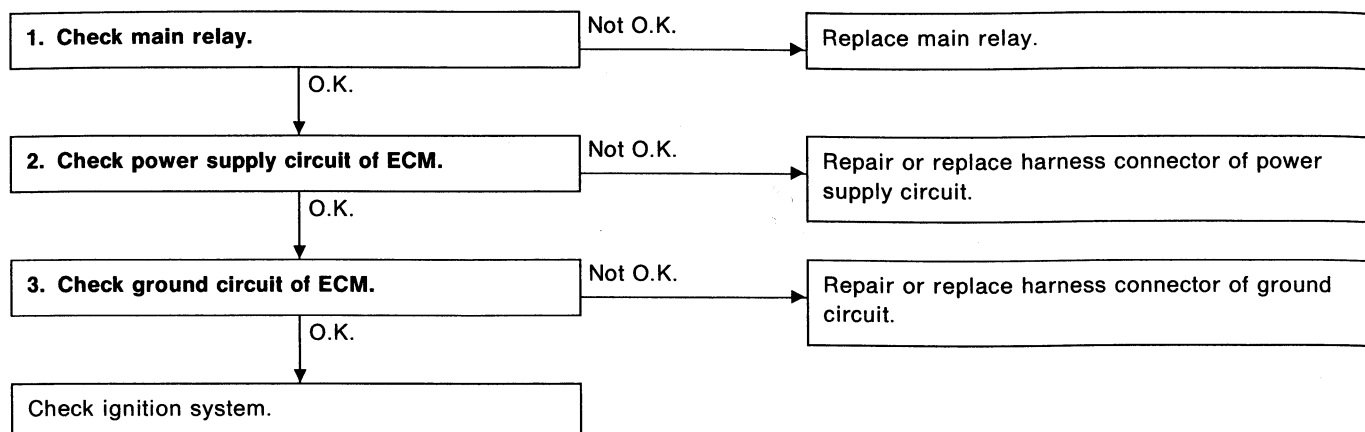 1. Check main relay.
Not O.K.
Replace main relay.
O.K.
2. Check power supply circuit of ECM.
Not O.K.
Repair or replace harness connector of power
supply circuit.
O.K.
3. Check ground circuit of ECM.
Not O.K.
Repair or replace harness connector of ground
circuit.
O.K.
Check ignition system.